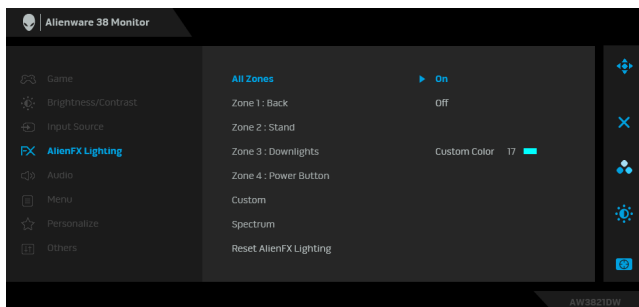 Alienware 38 Monitor
Game
Brightness/Contrast
Input Source
FX AlienFX Lighting
Audio
Menu
Personalize
Others
All Zones On
Zone 1 : Back Off
Zone 2 : Stand
Zone 3 : Downlights Custom Color 17
Zone 4 : Power Button
Custom
Spectrum
Reset AlienFX Lighting
AW3821DW